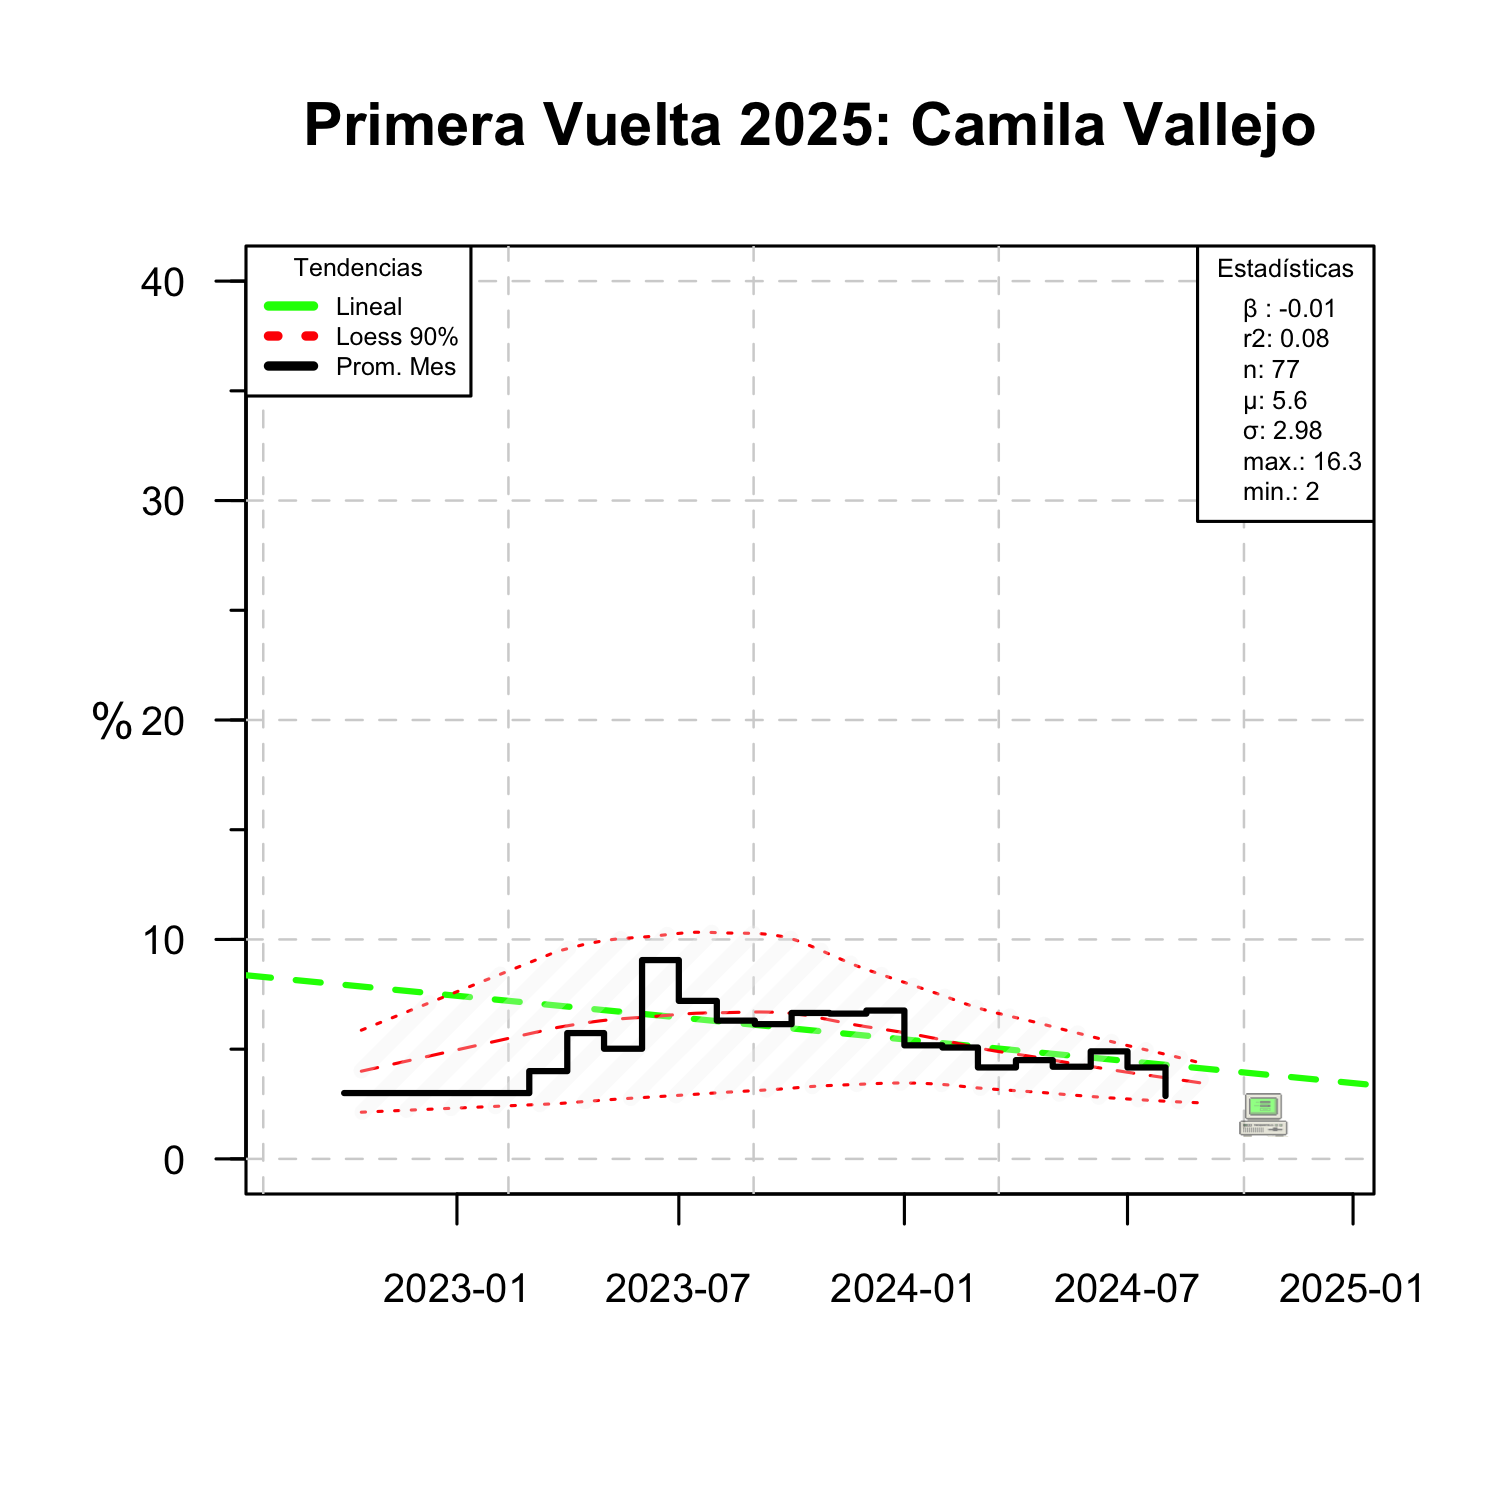 Primera Vuelta 2025: Camila Vallejo
Tendencias
Lineal
Loess 90%
Prom. Mes
Estadísticas
β : -0.01
r2: 0.08
n: 77
μ: 5.6
σ: 2.98
max.: 16.3
min.: 2
%
40
30
20
10
0
2023-01
2023-07
2024-01
2024-07
2025-01